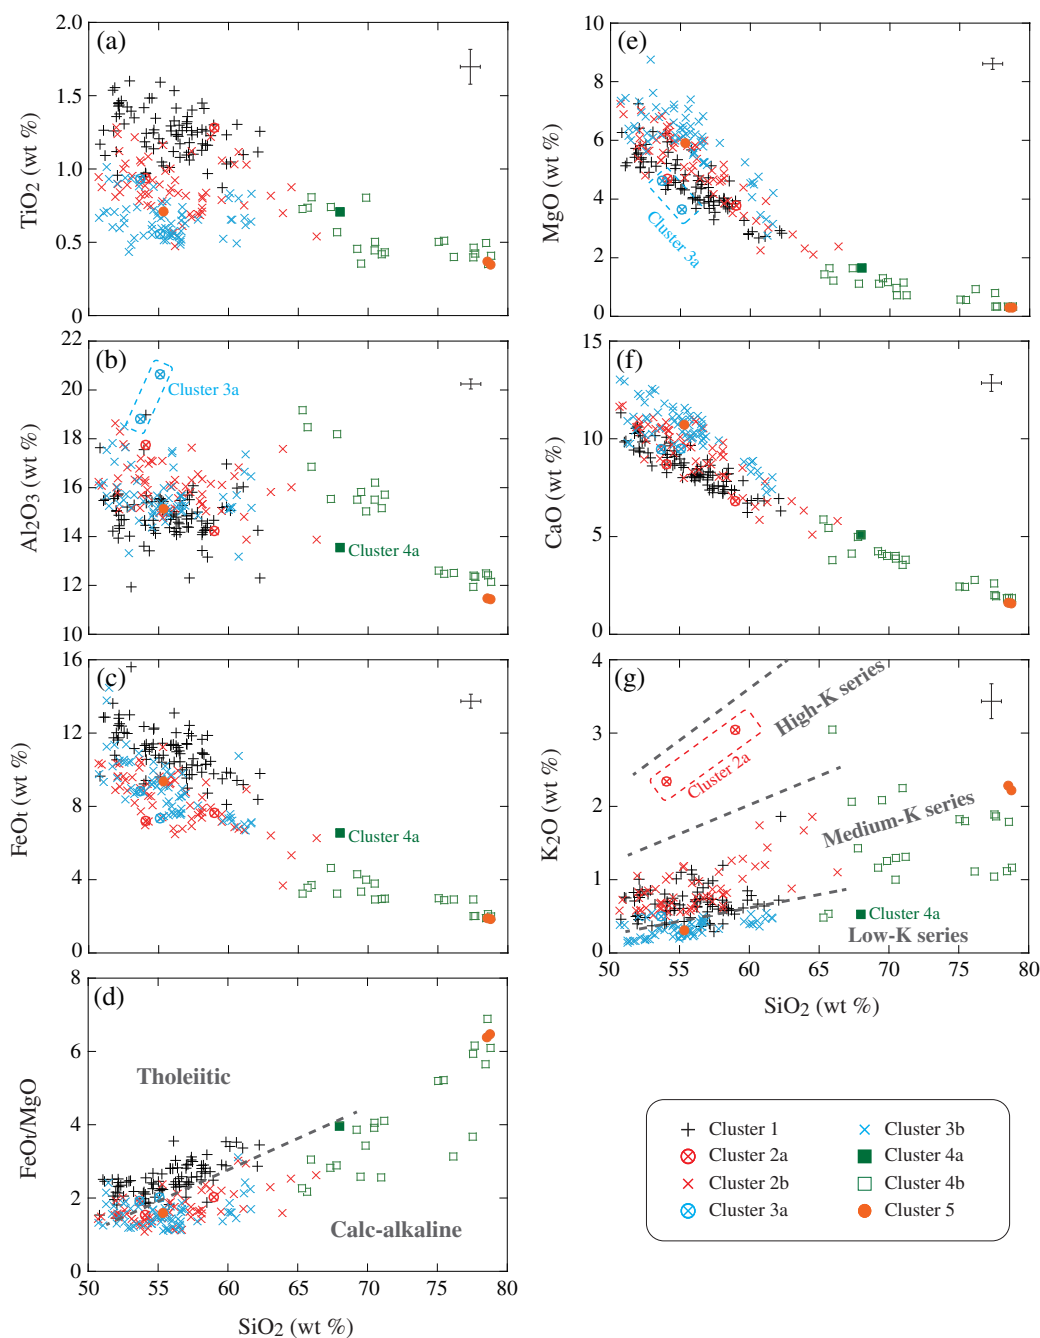 (a)
2.0
1.5
1.0
0.5
0
TiO2 (wt %)
(b)
22
20
18
16
14
12
10
Al2O3 (wt %)
Cluster 3a
Cluster 4a
(c)
16
12
8
4
0
FeOt (wt %)
Cluster 4a
(d)
8
6
4
2
0
FeOt/MgO
Tholeiitic
Calc-alkaline
50 55 60 65 70 75 80
SiO2 (wt %)
(e)
10
8
6
4
2
0
MgO (wt %)
Cluster 3a
(f)
15
10
5
0
CaO (wt %)
(g)
4
3
2
1
0
K2O (wt %)
High-K series
Cluster 2a
Medium-K series
Cluster 4a
Low-K series
50 55 60 65 70 75 80
SiO2 (wt %)
Cluster 1
Cluster 2a
Cluster 2b
Cluster 3a
Cluster 3b
Cluster 4a
Cluster 4b
Cluster 5